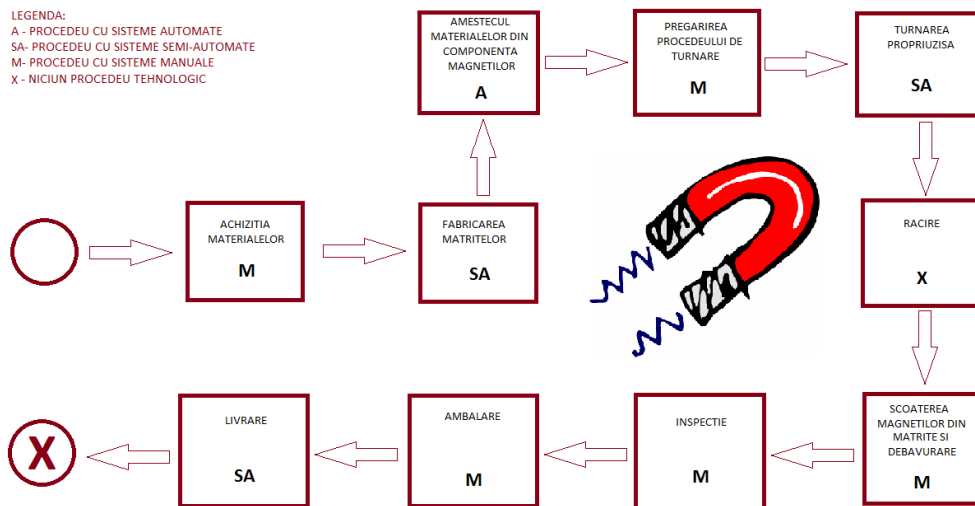 LEGENDA:
A - PROCEDEU CU SISTEME AUTOMATE
SA- PROCEDEU CU SISTEME SEMI-AUTOMATE
M- PROCEDEU CU SISTEME MANUALE
X - NICIUN PROCEDEU TEHNOLOGIC
ACHIZITIA
MATERIALELOR
M
FABRICAREA
MATRITELOR
SA
AMESTECUL
MATERIALELOR DIN
COMPONENTA
MAGNETILOR
A
PREGARIREA
PROCEDEULUI DE
TURNARE
M
TURNAREA
PROPRIUZISA
SA
RACIRE
X
SCOATEREA
MAGNETILOR DIN
MATRITE SI
DEBAVURARE
M
INSPECTIE
M
AMBALARE
M
LIVRARE
SA
X